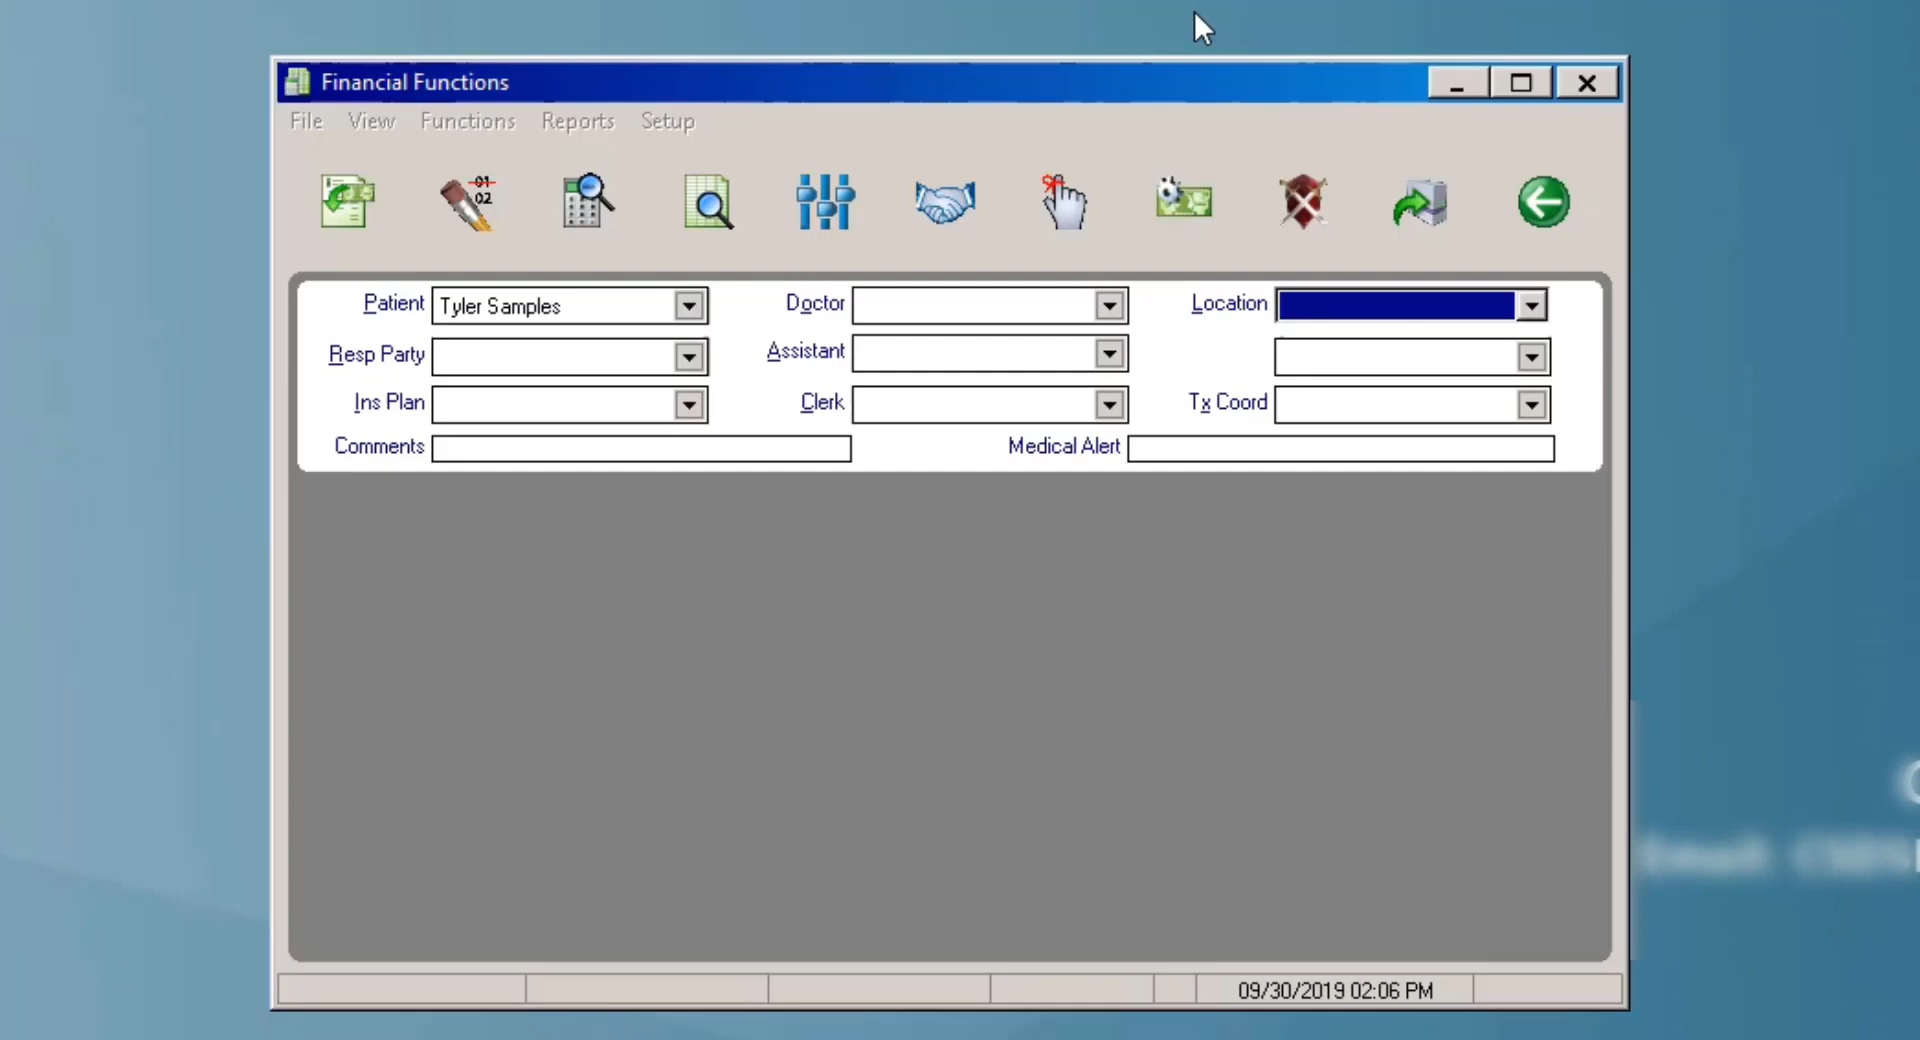 Financial Functions
File View Functions Reports Setup
01
02
Patient Tyler Samples Doctor Location
Resp Party Assistant
Ins Plan Clerk Tx Coord
Comments Medical Alert
Email:
09/30/2019 02:06 PM